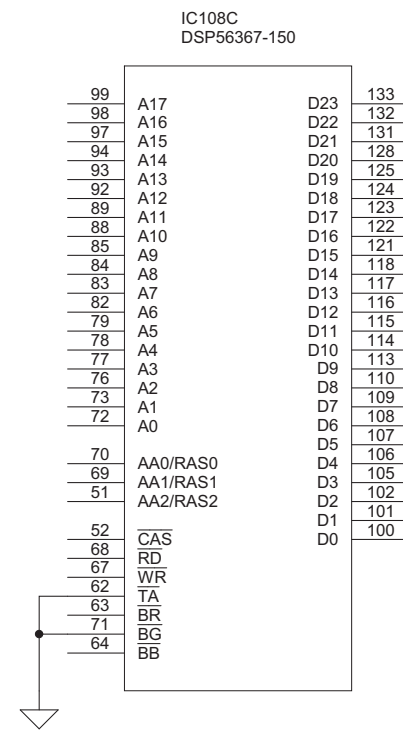 IC108C
DSP56367-150
99 A17 D23 133
98 A16 D22 132
97 A15 D21 131
94 A14 D20 128
93 A13 D19 125
92 A12 D18 124
89 A11 D17 123
88 A10 D16 122
85 A9 D15 121
84 A8 D14 118
83 A7 D13 117
82 A6 D12 116
79 A5 D11 115
78 A4 D10 114
77 A3 D9 113
76 A2 D8 110
73 A1 D7 109
72 A0 D6 108
D5 107
70 AA0/RAS0 D4 106
69 AA1/RAS1 D3 105
51 AA2/RAS2 D2 102
D1 101
52 CAS D0 100
68 RD
67 WR
62 TA
63 BR
71 BG
64 BB